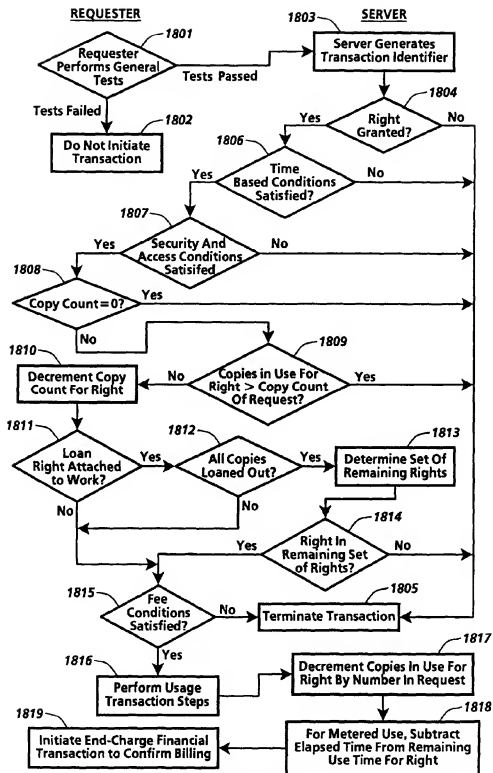 REQUESTER
SERVER
1801
Requester
Performs General
Tests
Tests Passed
1803
Server Generates
Transaction Identifier
Tests Failed
1802
Do Not Initiate
Transaction
1804
Right
Granted?
Yes
No
1806
Time
Based Conditions
Satisfied?
Yes
No
1807
Security And
Access Conditions
Satisifed
Yes
No
1808
Copy Count=0?
Yes
No
1809
Copies in Use For
Right > Copy Count
Of Request?
No
Yes
1810
Decrement Copy
Count For Right
1811
Loan
Right Attached
to Work?
Yes
No
1812
All Copies
Loaned Out?
Yes
No
1813
Determine Set Of
Remaining Rights
1814
Right In
Remaining Set
of Rights?
Yes
No
1815
Fee
Conditions
Satisfied?
No
Yes
1805
Terminate Transaction
1816
Perform Usage
Transaction Steps
1817
Decrement Copies In Use For
Right By Number In Request
1818
For Metered Use, Subtract
Elapsed Time From Remaining
Use Time For Right
1819
Initiate End-Charge Financial
Transaction to Confirm Billing